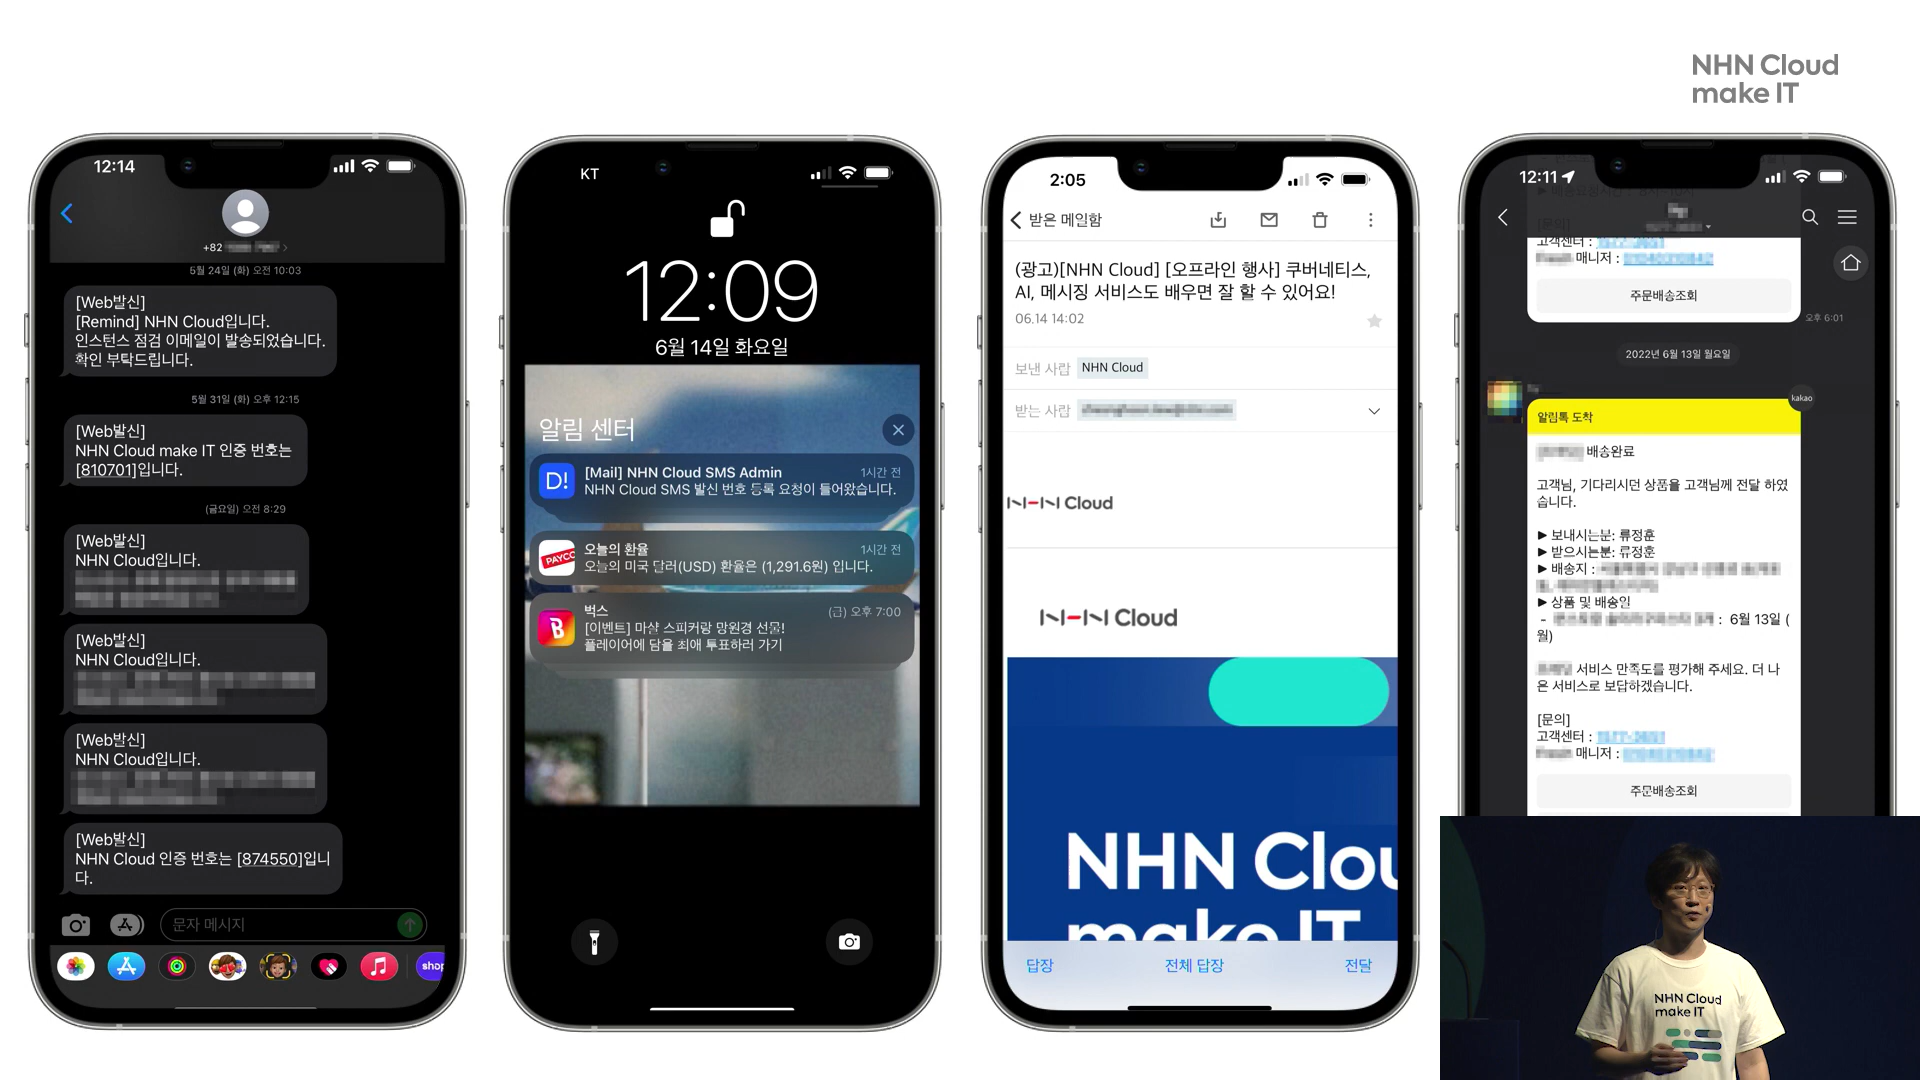 NHN Cloud
make IT
12:14
+82
5월 24일 (화) 오전 10:03
[Web발신]
[Remind] NHN Cloud입니다.
인스턴스 점검 이메일이 발송되었습니다.
확인 부탁드립니다.
5월 31일 (화) 오후 12:15
[Web발신]
NHN Cloud make IT 인증 번호는
[810701]입니다.
(금요일) 오전 8:29
[Web발신]
NHN Cloud입니다.
[Web발신]
NHN Cloud입니다.
[Web발신]
NHN Cloud입니다.
[Web발신]
NHN Cloud 인증 번호는 [874550]입니
다.
문자 메시지
shop
KT
12:09
6월 14일 화요일
알림 센터
D!
[Mail] NHN Cloud SMS Admin
1시간 전
NHN Cloud SMS 발신 번호 등록 요청이 들어왔습니다.
PAYCO
오늘의 환율
1시간 전
오늘의 미국 단러(USD) 환율은 (1,291.6원) 입니다.
B
벅스
(금) 오후 7:00
[이벤트] 마샬 스피커랑 망원경 선물!
플레이어에 담을 최애 투표하러 가기
2:05
받은 메일함
(광고)[NHN Cloud] [오프라인 행사] 쿠버네티스,
AI, 메시징 서비스도 배우면 잘 할 수 있어요!
06.14 14:02
보낸 사람 NHN Cloud
받는 사람
NHN Cloud
NHN Cloud
NHN Clou
make IT
답장
전체 답장
전달
12:11
[문의]
고객센터 :
매니저 :
주문배송조회
오후 6:01
2022년 6월 13일 월요일
kakao
알림톡 도착
배송완료
고객님, 기다리시던 상품을 고객님께 전달 하였
습니다.
▶ 보내시는분: 류정훈
▶ 받으시는분: 류정훈
▶ 배송지 :
▶ 상품 및 배송일
- : 6월 13일 (
월)
서비스 만족도를 평가해 주세요. 더 나
은 서비스로 보답하겠습니다.
[문의]
고객센터 :
매니저 :
주문배송조회
NHN Cloud
make IT